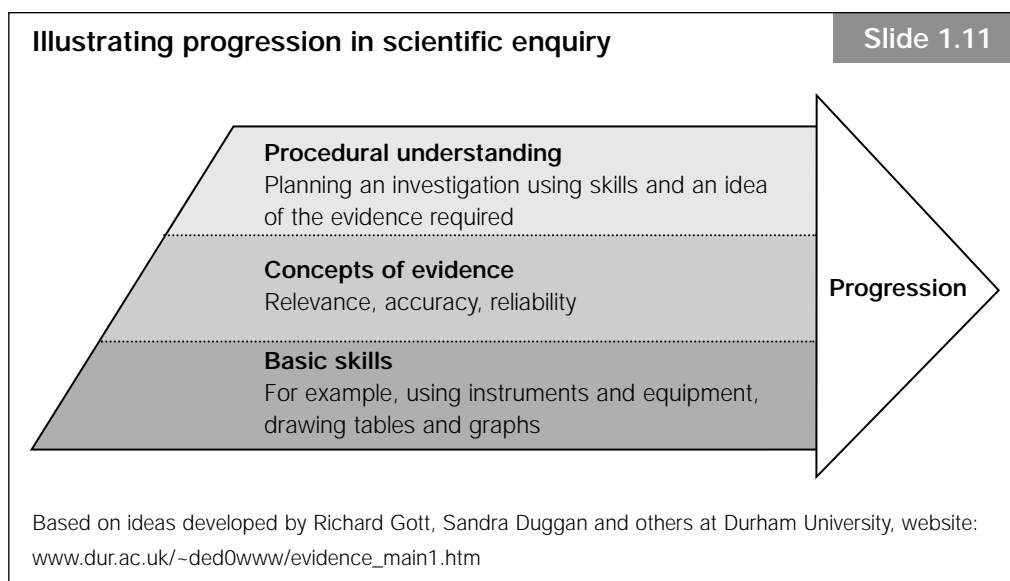 Illustrating progression in scientific enquiry
Slide 1.11
Procedural understanding
Planning an investigation using skills and an idea
of the evidence required
Concepts of evidence
Relevance, accuracy, reliability
Basic skills
For example, using instruments and equipment,
drawing tables and graphs
Progression
Based on ideas developed by Richard Gott, Sandra Duggan and others at Durham University, website:
www.dur.ac.uk/~ded0www/evidence_main1.htm